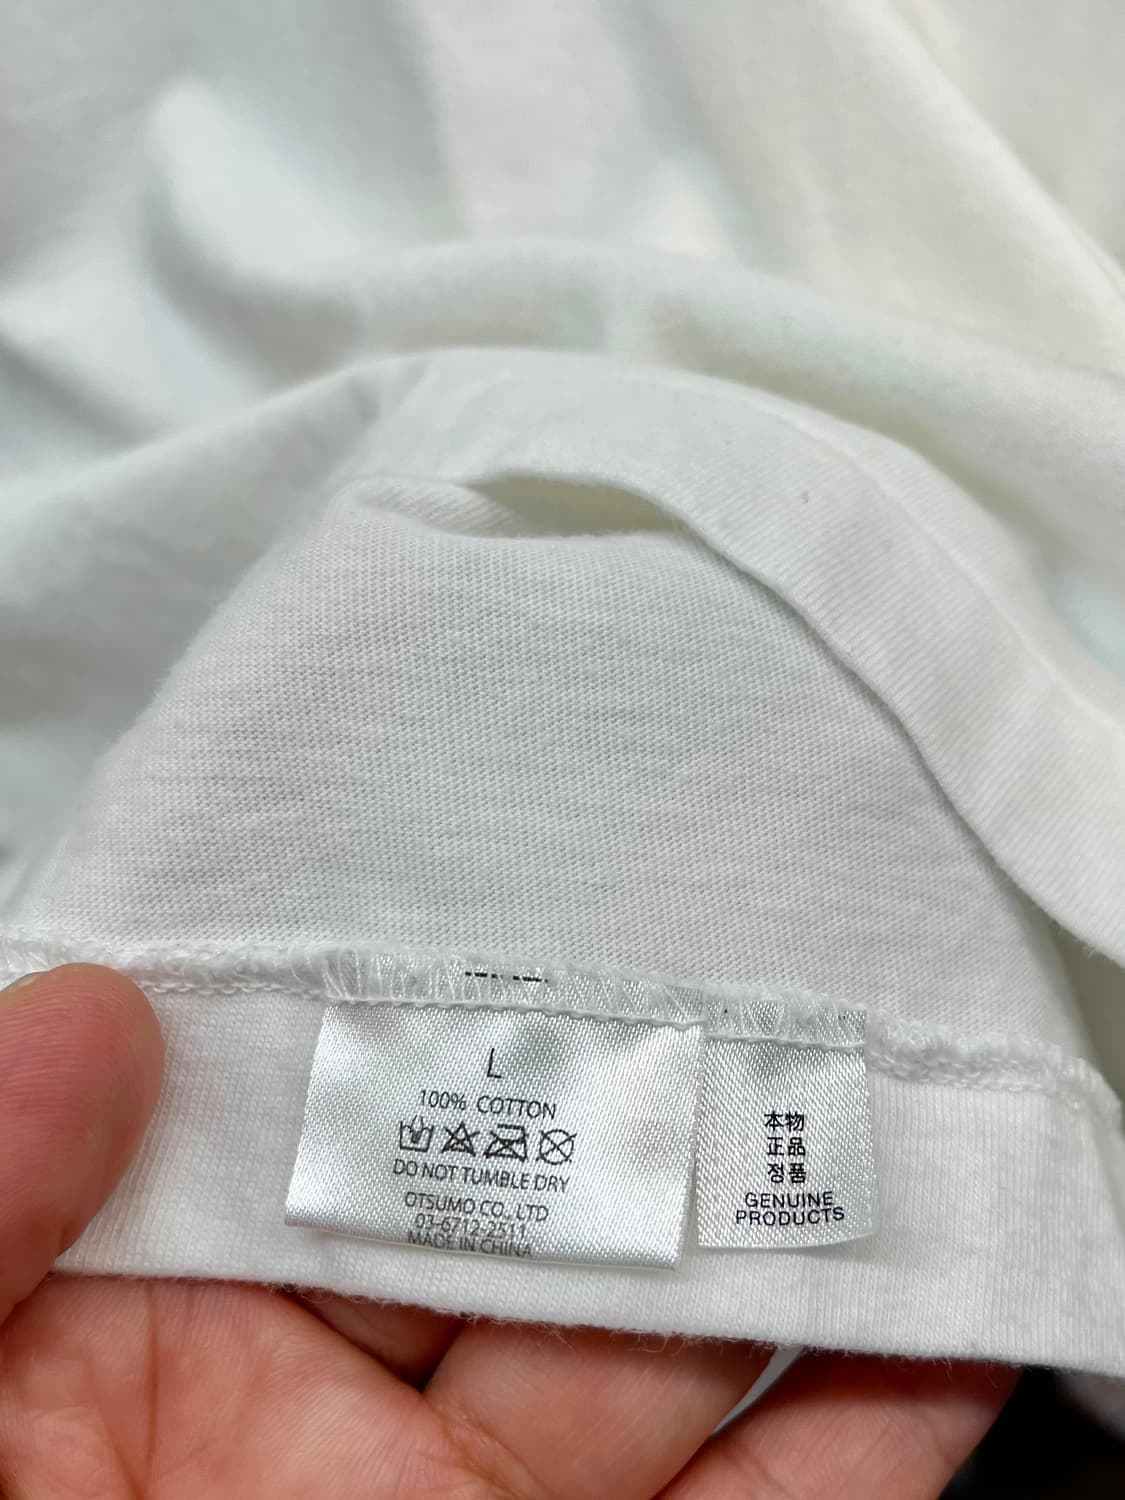 L
100% COTTON
DO NOT TUMBLE DRY
OTSUMO CO., LTD
03-6712-2511
MADE IN CHINA
本物
正品
정품
GENUINE
PRODUCTS